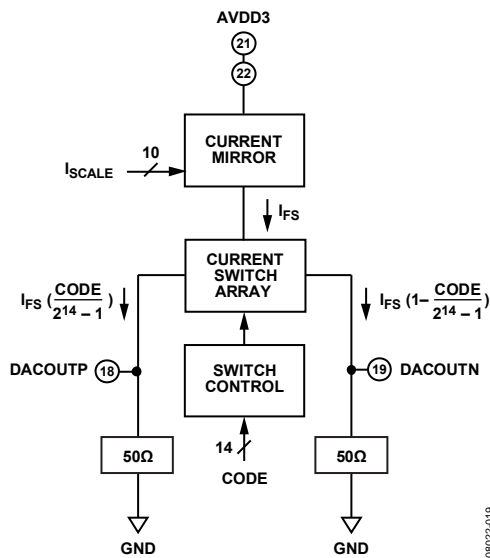 AVDD3
21
22
CURRENT
MIRROR
10
ISCALE
IFS
CURRENT
SWITCH
ARRAY
IFS (CODE/2^14 – 1)
IFS (1– CODE/2^14 – 1)
DACOUTP 18
SWITCH
CONTROL
19 DACOUTN
50Ω
14
CODE
50Ω
GND
GND
08022-019